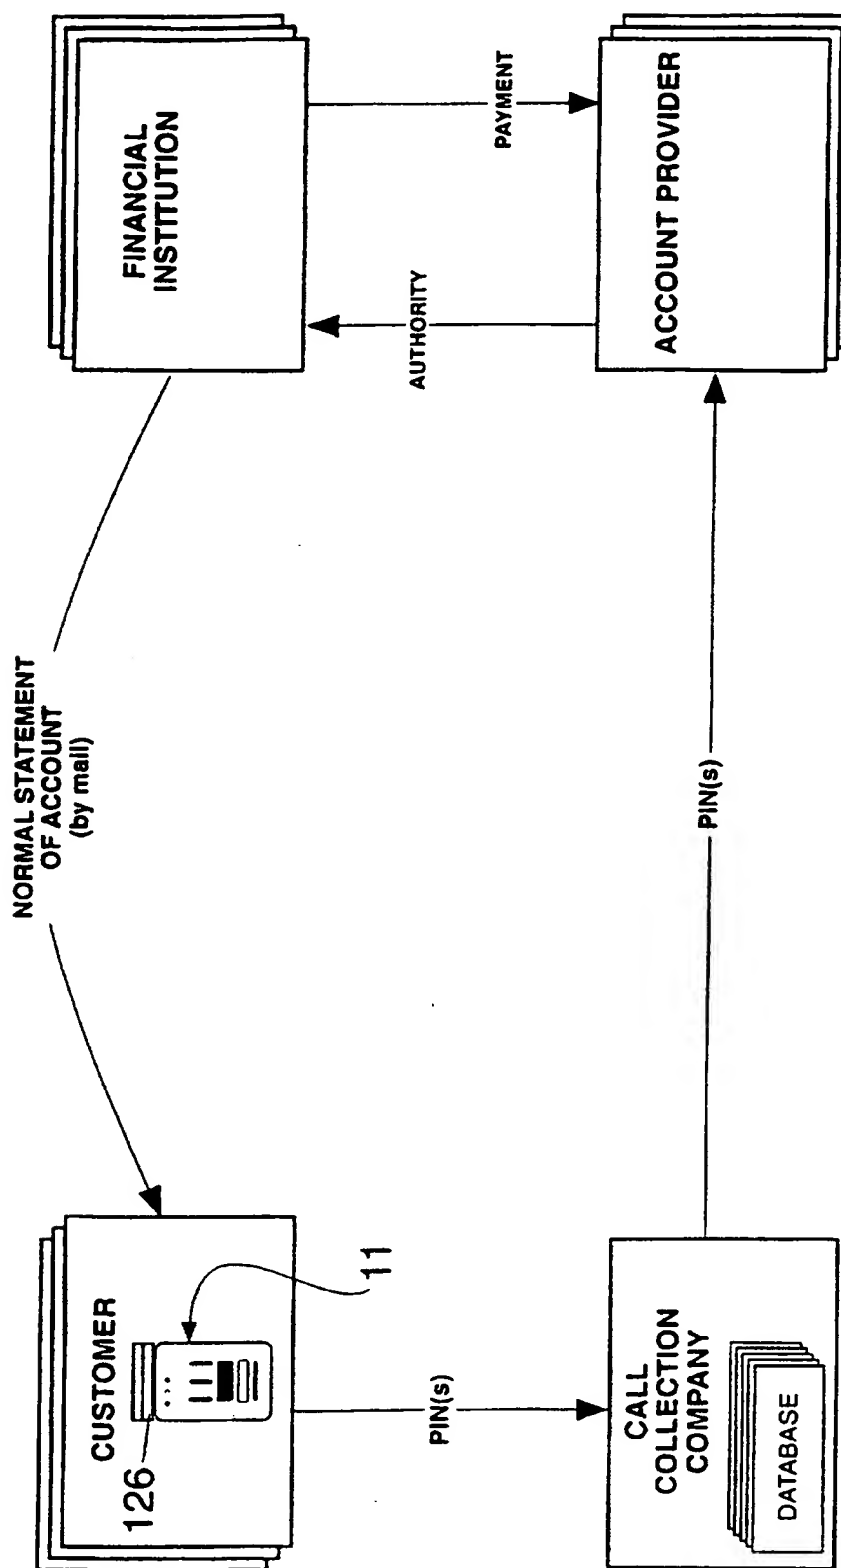 NORMAL STATEMENT
OF ACCOUNT
(by mail)
CUSTOMER
126
11
FINANCIAL
INSTITUTION
PIN(s)
AUTHORITY
PAYMENT
CALL
COLLECTION
COMPANY
DATABASE
PIN(s)
ACCOUNT PROVIDER